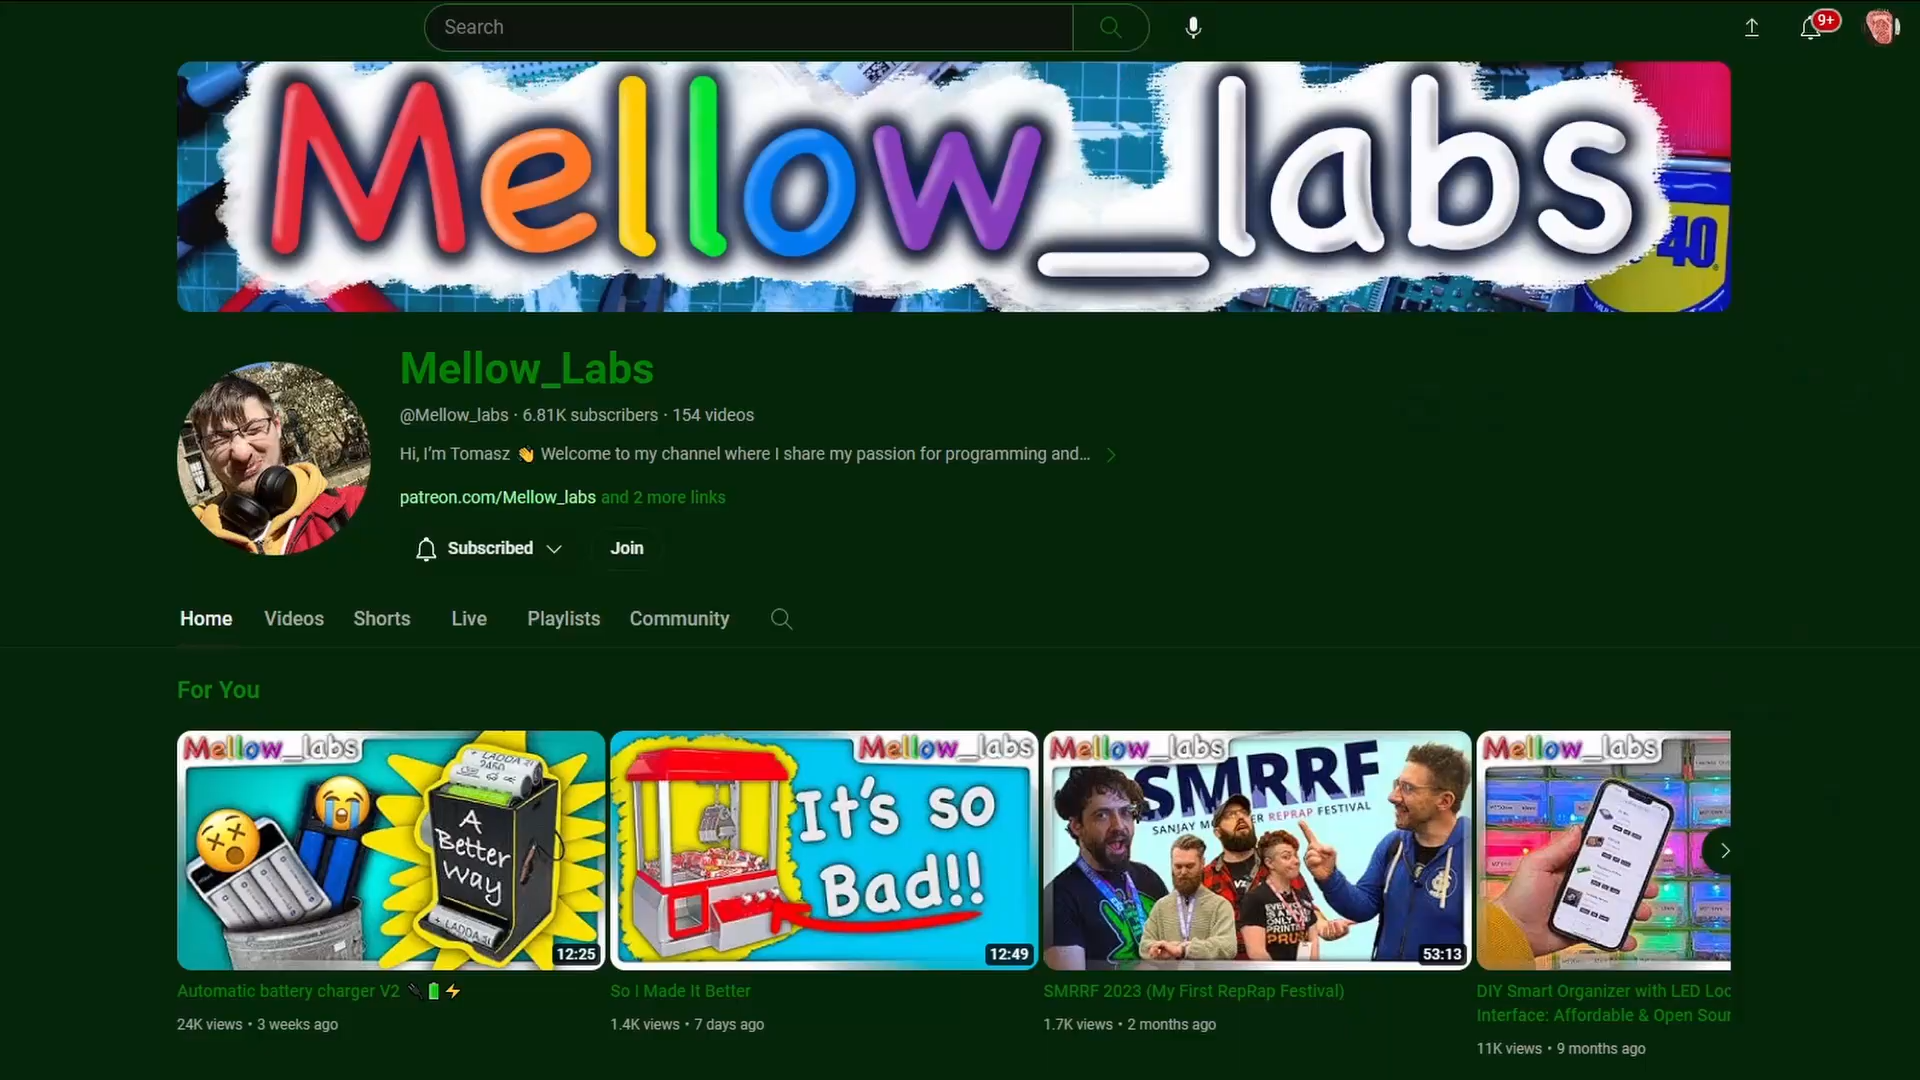 Search
9+
Mellow_labs
40
Mellow_Labs
@Mellow_labs · 6.81K subscribers · 154 videos
Hi, I'm Tomasz 👋 Welcome to my channel where I share my passion for programming and...
patreon.com/Mellow_labs and 2 more links
Subscribed
Join
Home Videos Shorts Live Playlists Community
For You
Mellow_labs
LADDA
2450
A
Better
Way
LADDA
12:25
Mellow_labs
It's so
Bad!!
12:49
Mellow_labs
SMRRF
SANJAY REPRAP FESTIVAL
53:13
Mellow_labs
Automatic battery charger V2 🔌🔋⚡
24K views • 3 weeks ago
So I Made It Better
1.4K views • 7 days ago
SMRRF 2023 (My First RepRap Festival)
1.7K views • 2 months ago
DIY Smart Organizer with LED Loc
Interface: Affordable & Open Sour
11K views • 9 months ago